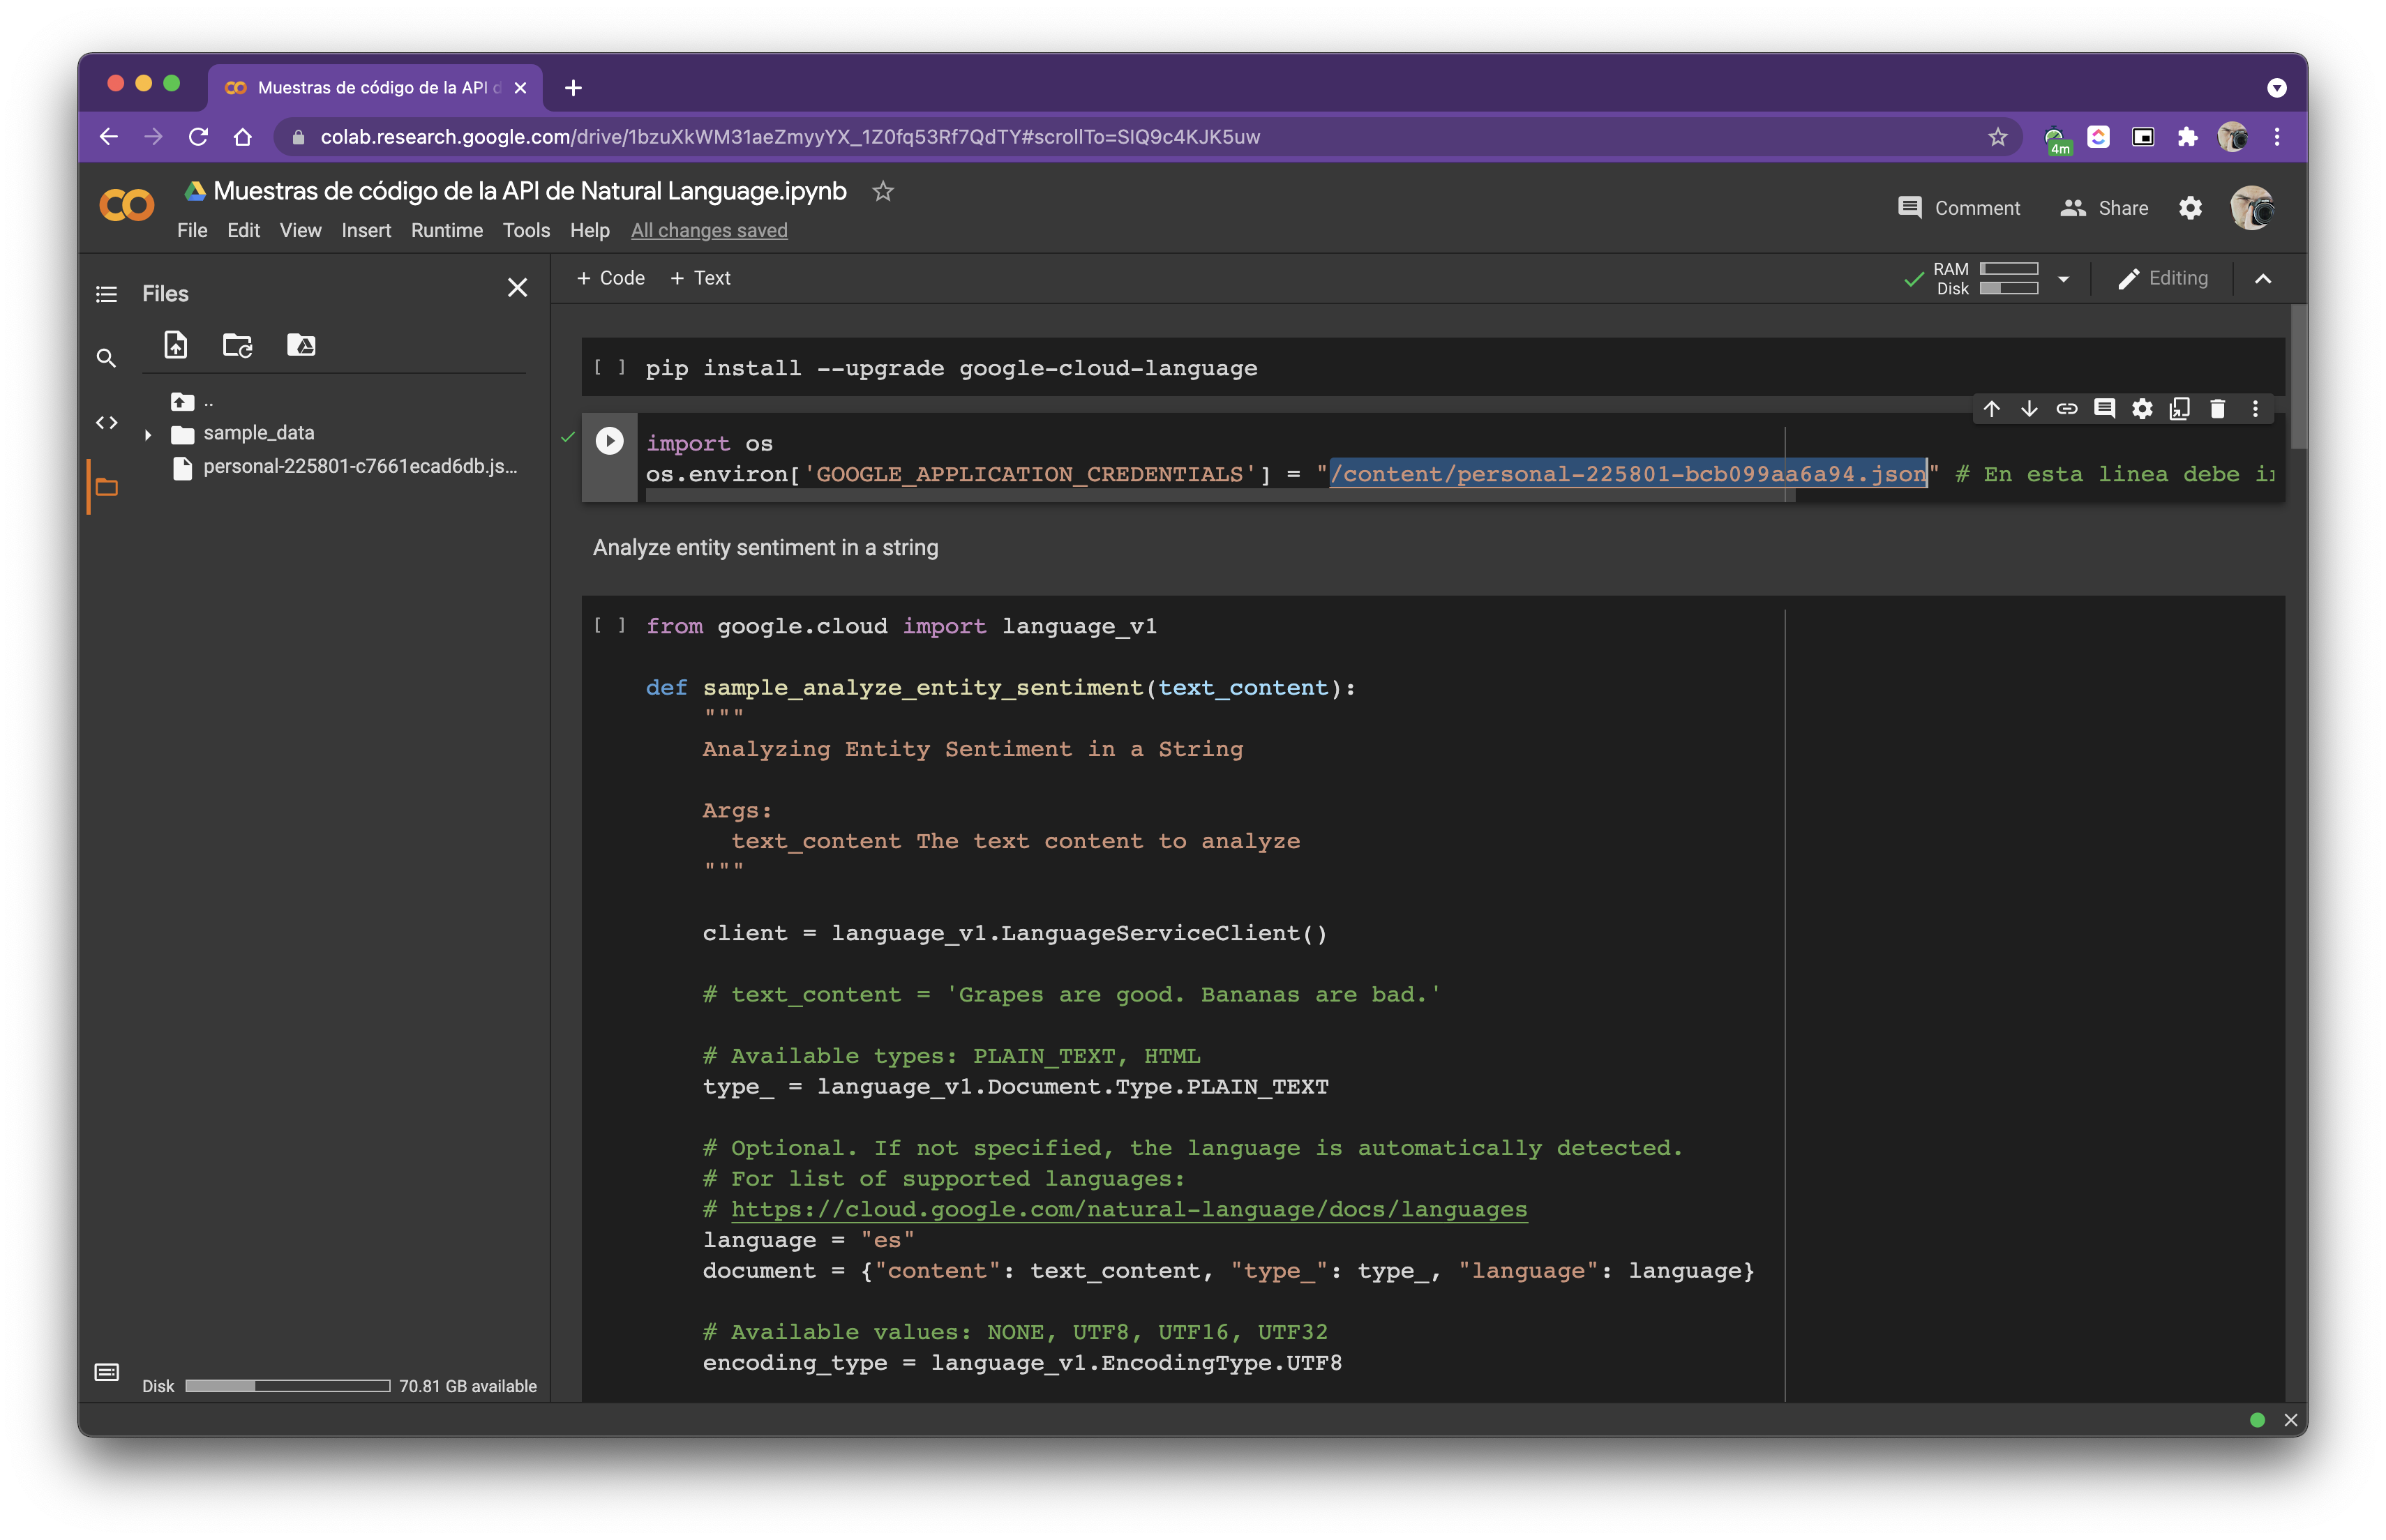 Muestras de código de la API d
colab.research.google.com/drive/1bzuXkWM31aeZmyyYX_1Z0fq53Rf7QdTY#scrollTo=SIQ9c4KJK5uw
4m
Muestras de código de la API de Natural Language.ipynb
File Edit View Insert Runtime Tools Help All changes saved
Comment Share
Files
+ Code + Text
RAM
Disk
Editing
..
sample_data
personal-225801-c7661ecad6db.js...
[ ] pip install --upgrade google-cloud-language
import os
os.environ['GOOGLE_APPLICATION_CREDENTIALS'] = "/content/personal-225801-bcb099aa6a94.json" # En esta linea debe ir
Analyze entity sentiment in a string
[ ] from google.cloud import language_v1
def sample_analyze_entity_sentiment(text_content):
"""
Analyzing Entity Sentiment in a String
Args:
text_content The text content to analyze
"""
client = language_v1.LanguageServiceClient()
# text_content = 'Grapes are good. Bananas are bad.'
# Available types: PLAIN_TEXT, HTML
type_ = language_v1.Document.Type.PLAIN_TEXT
# Optional. If not specified, the language is automatically detected.
# For list of supported languages:
# https://cloud.google.com/natural-language/docs/languages
language = "es"
document = {"content": text_content, "type_": type_, "language": language}
# Available values: NONE, UTF8, UTF16, UTF32
encoding_type = language_v1.EncodingType.UTF8
Disk 70.81 GB available